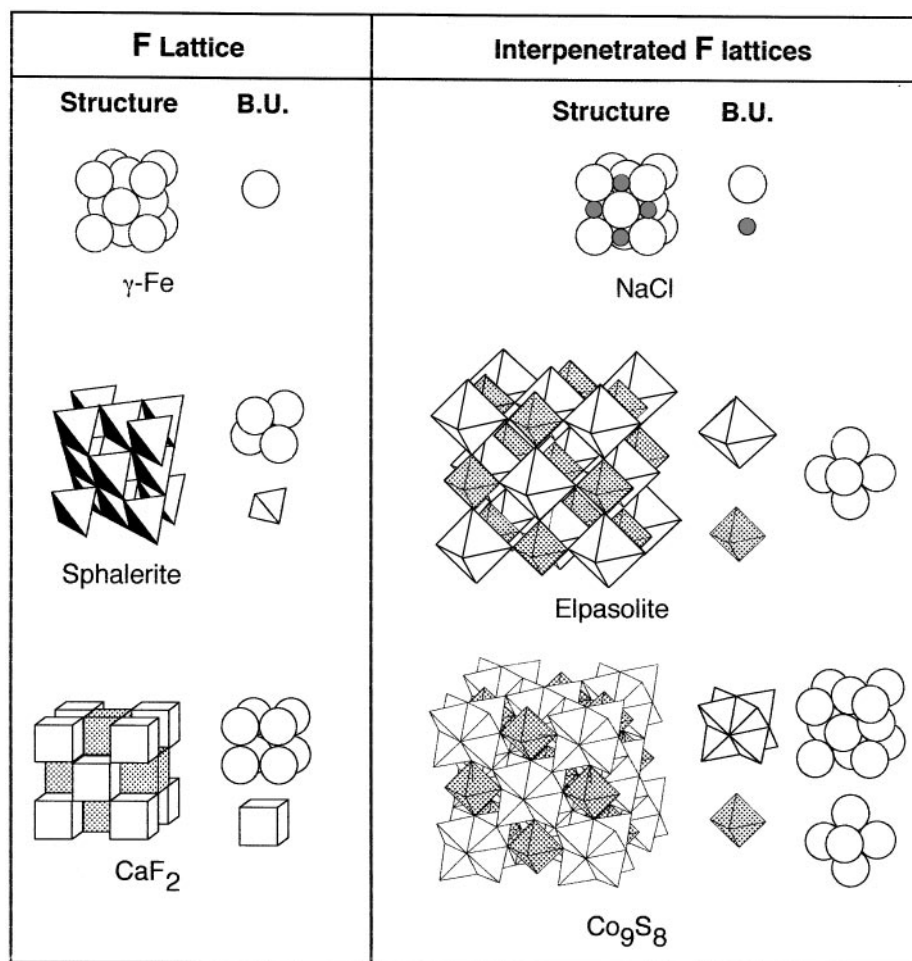 F Lattice
Interpenetrated F lattices
Structure B.U.
Structure B.U.
γ-Fe
NaCl
Sphalerite
Elpasolite
CaF2
Co9S8